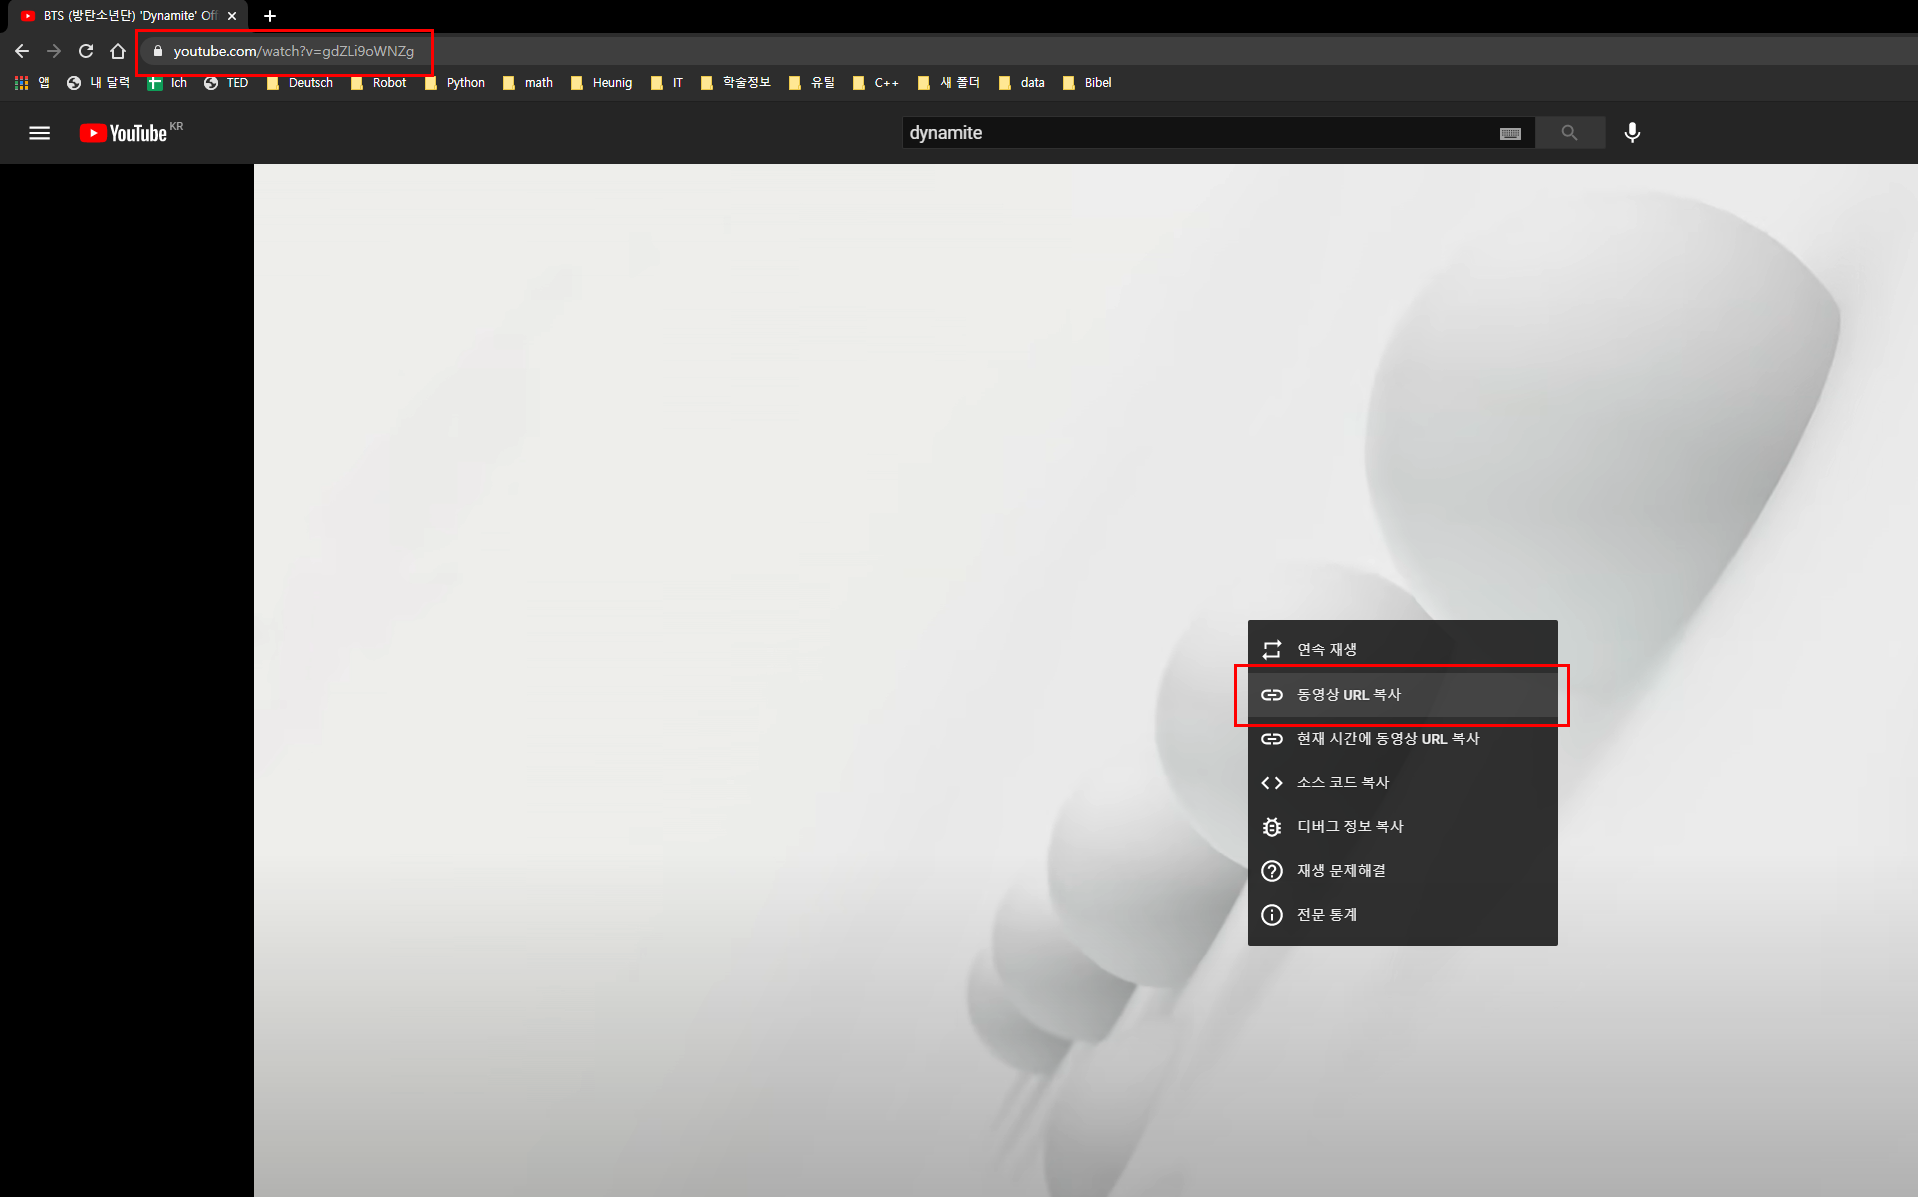 BTS (방탄소년단) 'Dynamite' Off
youtube.com/watch?v=gdZLi9oWNZg
앱 내 달력 Ich TED Deutsch Robot Python math Heunig IT 학술정보 유틸 C++ 새 폴더 data Bibel
YouTube KR dynamite
연속 재생
동영상 URL 복사
현재 시간에 동영상 URL 복사
소스 코드 복사
디버그 정보 복사
재생 문제해결
전문 통계